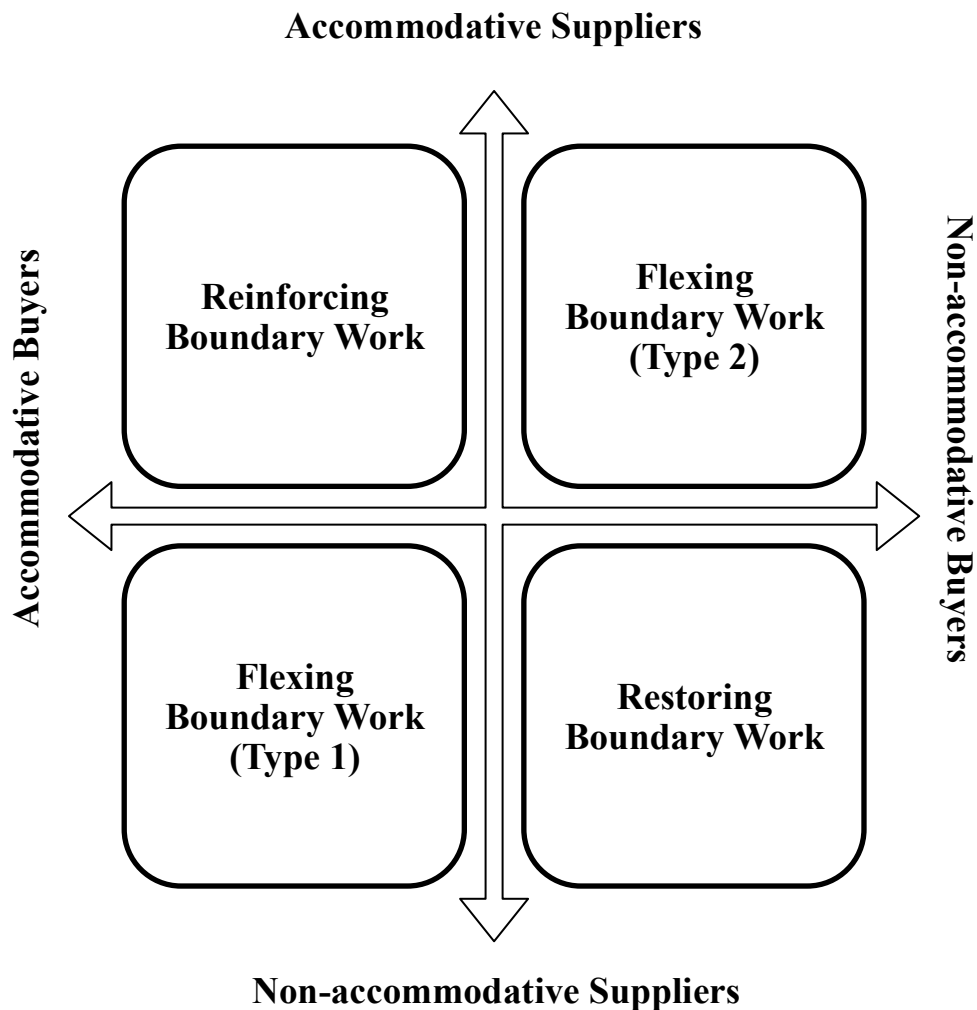 Accommodative Suppliers
Accommodative Buyers
Non-accommodative Buyers
Reinforcing
Boundary Work
Flexing
Boundary Work
(Type 2)
Flexing
Boundary Work
(Type 1)
Restoring
Boundary Work
Non-accommodative Suppliers